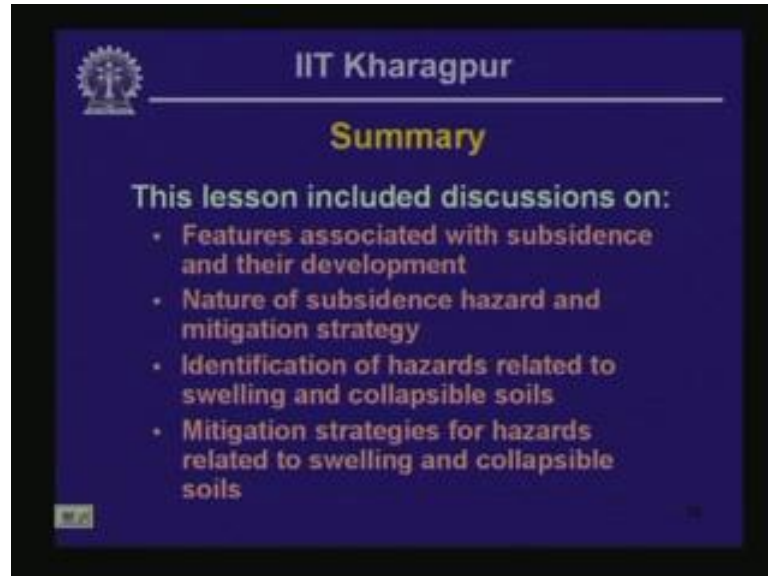 IIT Kharagpur
Summary
This lesson included discussions on:
• Features associated with subsidence
and their development
• Nature of subsidence hazard and
mitigation strategy
• Identification of hazards related to
swelling and collapsible soils
• Mitigation strategies for hazards
related to swelling and collapsible
soils